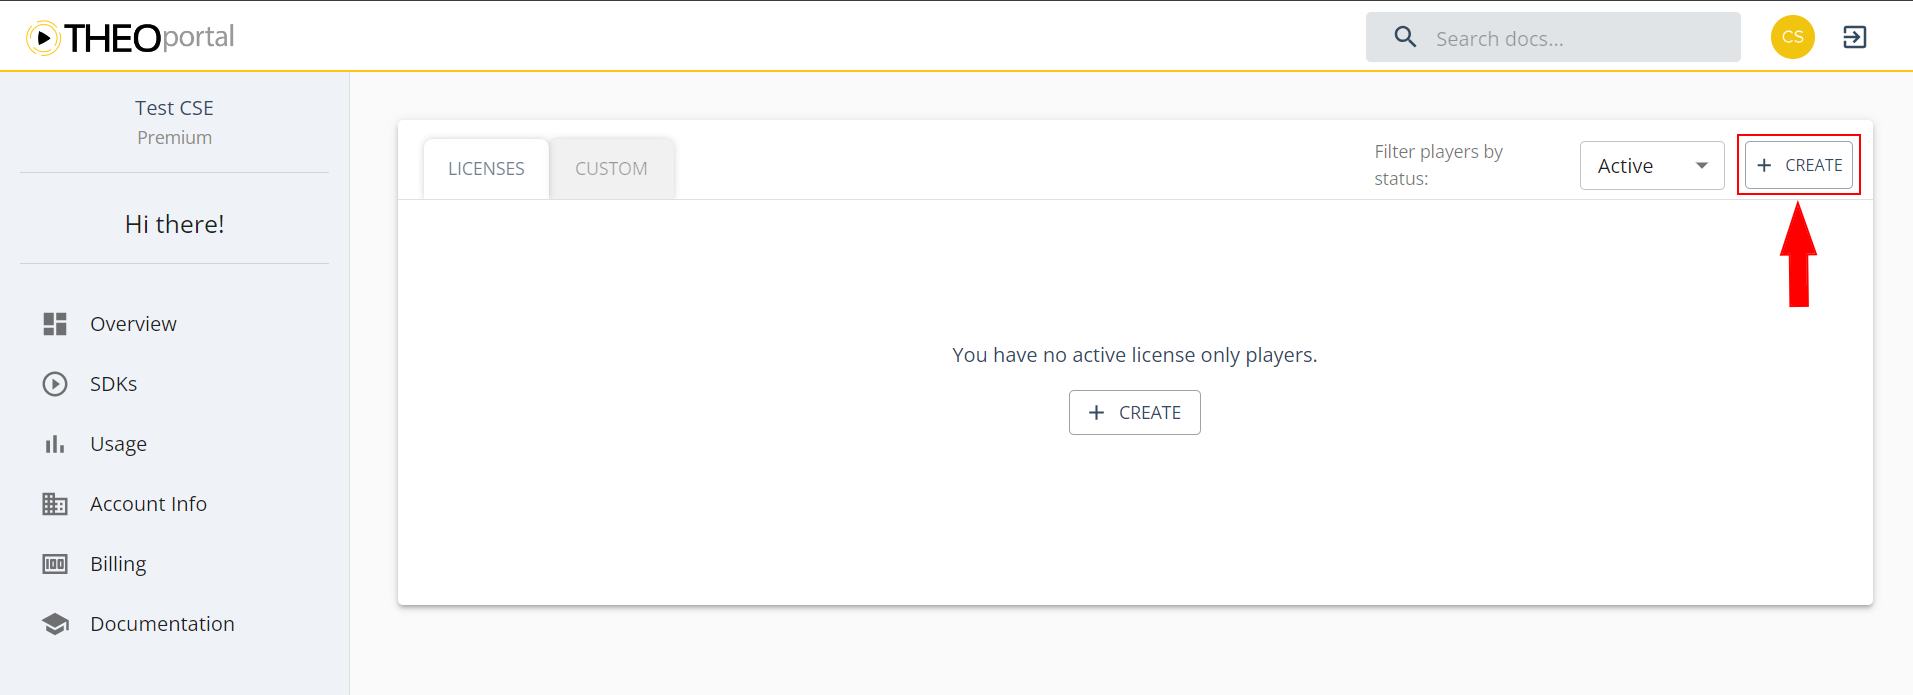 THEOportal
Search docs...
CS
Test CSE
Premium
Hi there!
Overview
SDKs
Usage
Account Info
Billing
Documentation
LICENSES
CUSTOM
Filter players by
status:
Active
+ CREATE
You have no active license only players.
+ CREATE